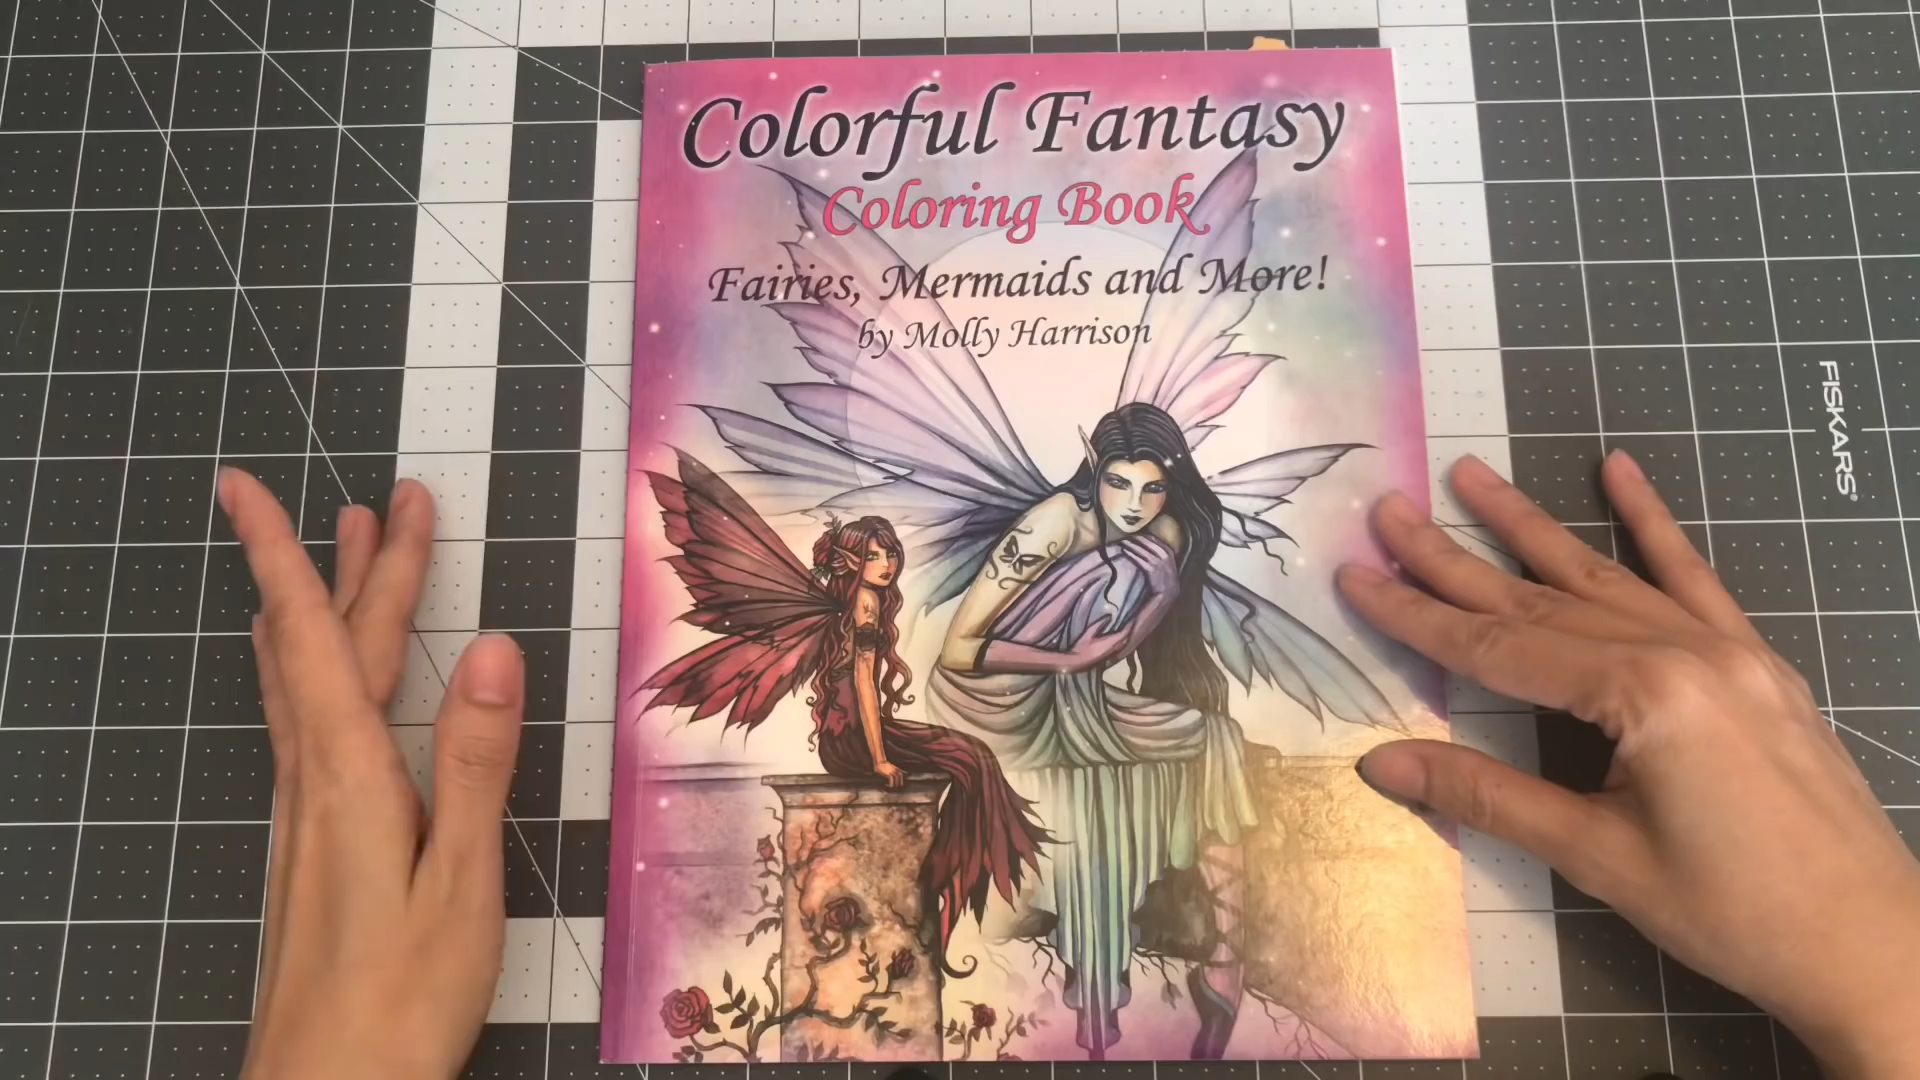 Colorful Fantasy
Coloring Book
Fairies, Mermaids and More!
by Molly Harrison
FISKARS®